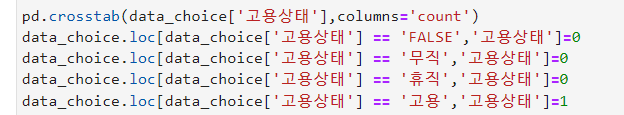 pd.crosstab(data_choice['고용상태'],columns='count')
data_choice.loc[data_choice['고용상태'] == 'FALSE','고용상태']=0
data_choice.loc[data_choice['고용상태'] == '무직','고용상태']=0
data_choice.loc[data_choice['고용상태'] == '휴직','고용상태']=0
data_choice.loc[data_choice['고용상태'] == '고용','고용상태']=1